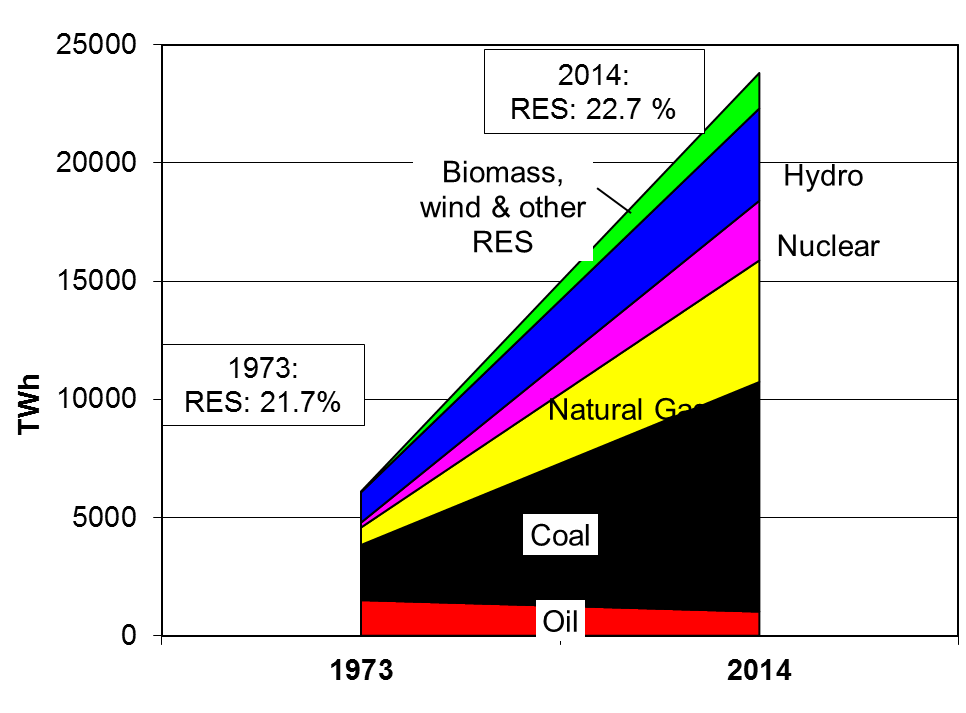 25000
20000
15000
10000
5000
0
TWh
2014:
RES: 22.7 %
Biomass,
wind & other
RES
Hydro
Nuclear
1973:
RES: 21.7%
Natural Gas
Coal
Oil
1973
2014